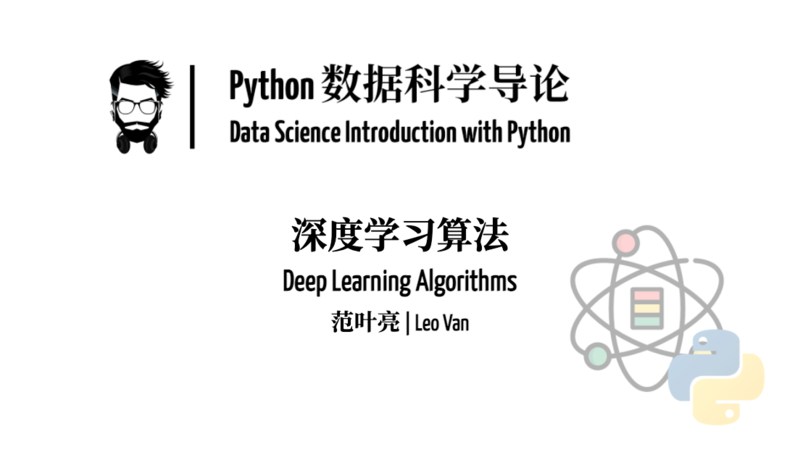 Python 数据科学导论
Data Science Introduction with Python
深度学习算法
Deep Learning Algorithms
范叶亮 | Leo Van